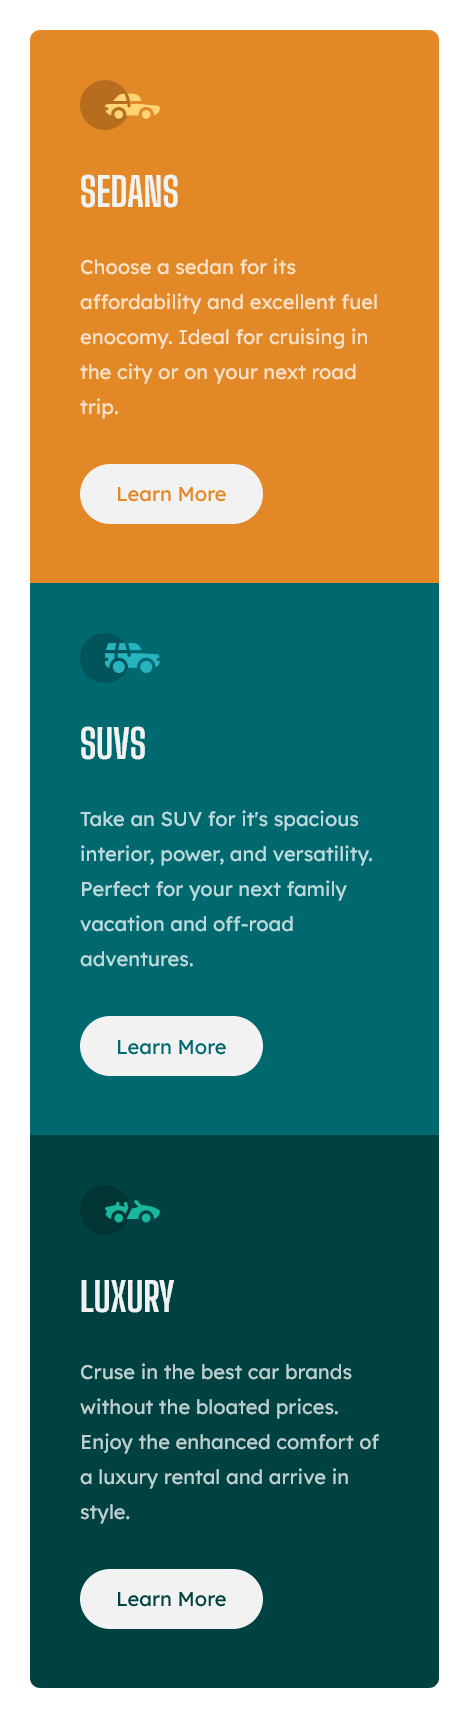 SEDANS
Choose a sedan for its
affordability and excellent fuel
enocomy. Ideal for cruising in
the city or on your next road
trip.
Learn More
SUVS
Take an SUV for it's spacious
interior, power, and versatility.
Perfect for your next family
vacation and off-road
adventures.
Learn More
LUXURY
Cruse in the best car brands
without the bloated prices.
Enjoy the enhanced comfort of
a luxury rental and arrive in
style.
Learn More